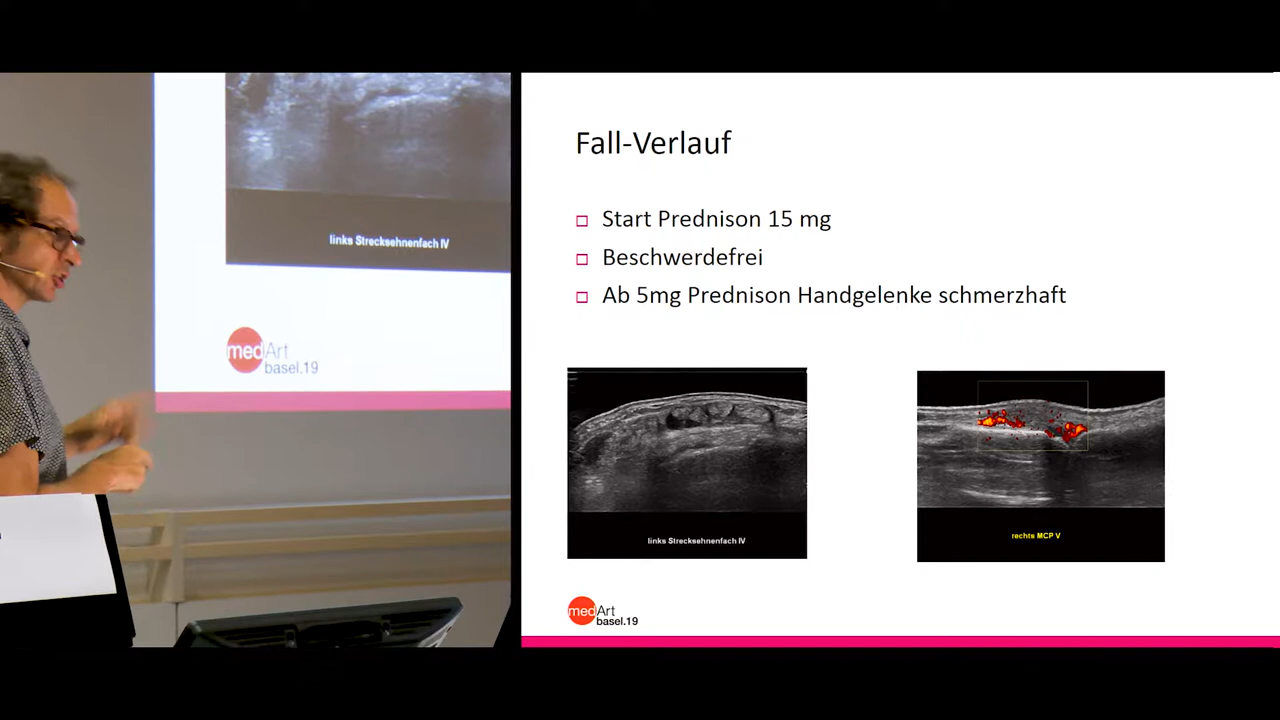 links Strecksehnenfach IV
medArt
basel.19
Fall-Verlauf
Start Prednison 15 mg
Beschwerdefrei
Ab 5mg Prednison Handgelenke schmerzhaft
links Strecksehnenfach IV
rechts MCP V
medArt
basel.19